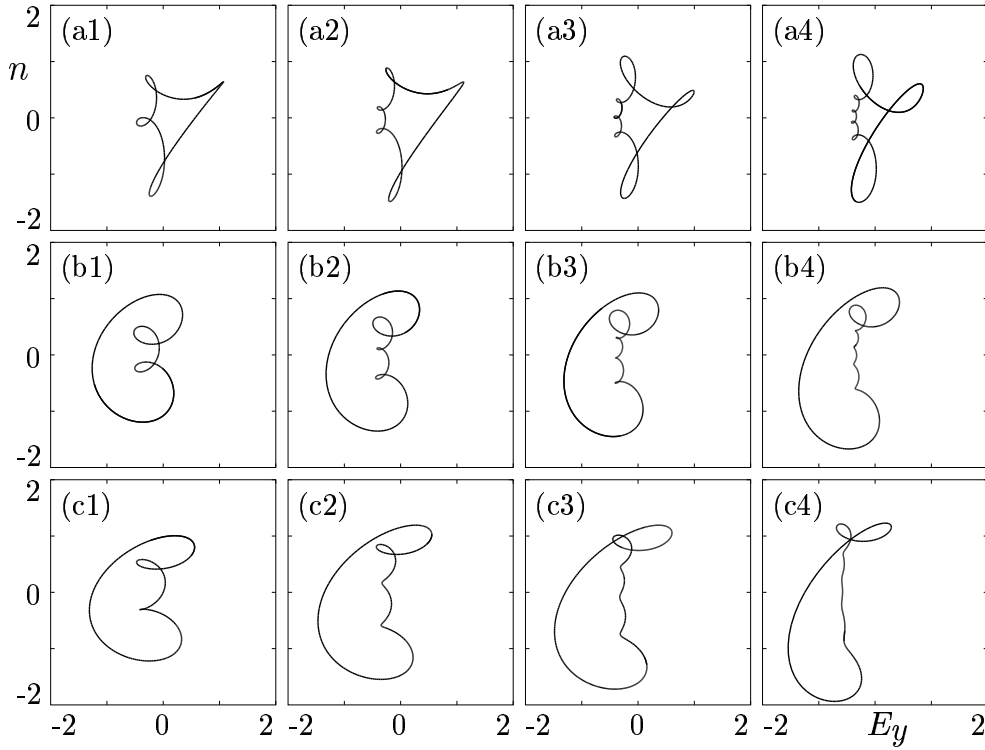 2 (a1) (a2) (a3) (a4)
n
0
-2
2 (b1) (b2) (b3) (b4)
0
-2
2 (c1) (c2) (c3) (c4)
0
-2
-2 0 2 -2 0 2 -2 0 2 -2 Ey 2